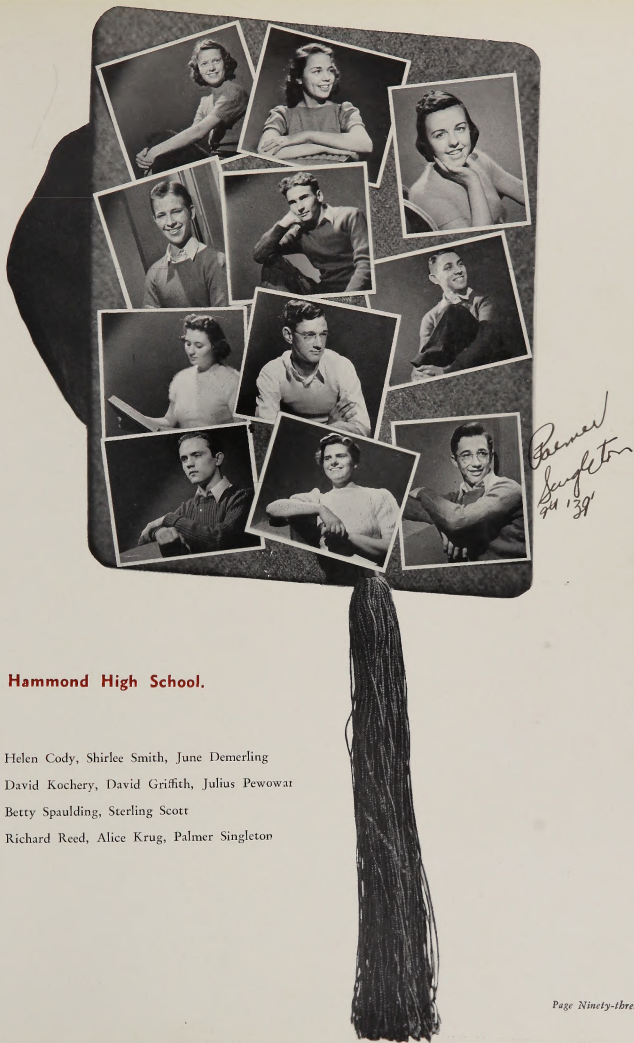 Palmer
Singleton
'39
Hammond High School.
Helen Cody, Shirlee Smith, June Demerling
David Kochery, David Griffith, Julius Pewowar
Betty Spaulding, Sterling Scott
Richard Reed, Alice Krug, Palmer Singleton
Page Ninety-thre